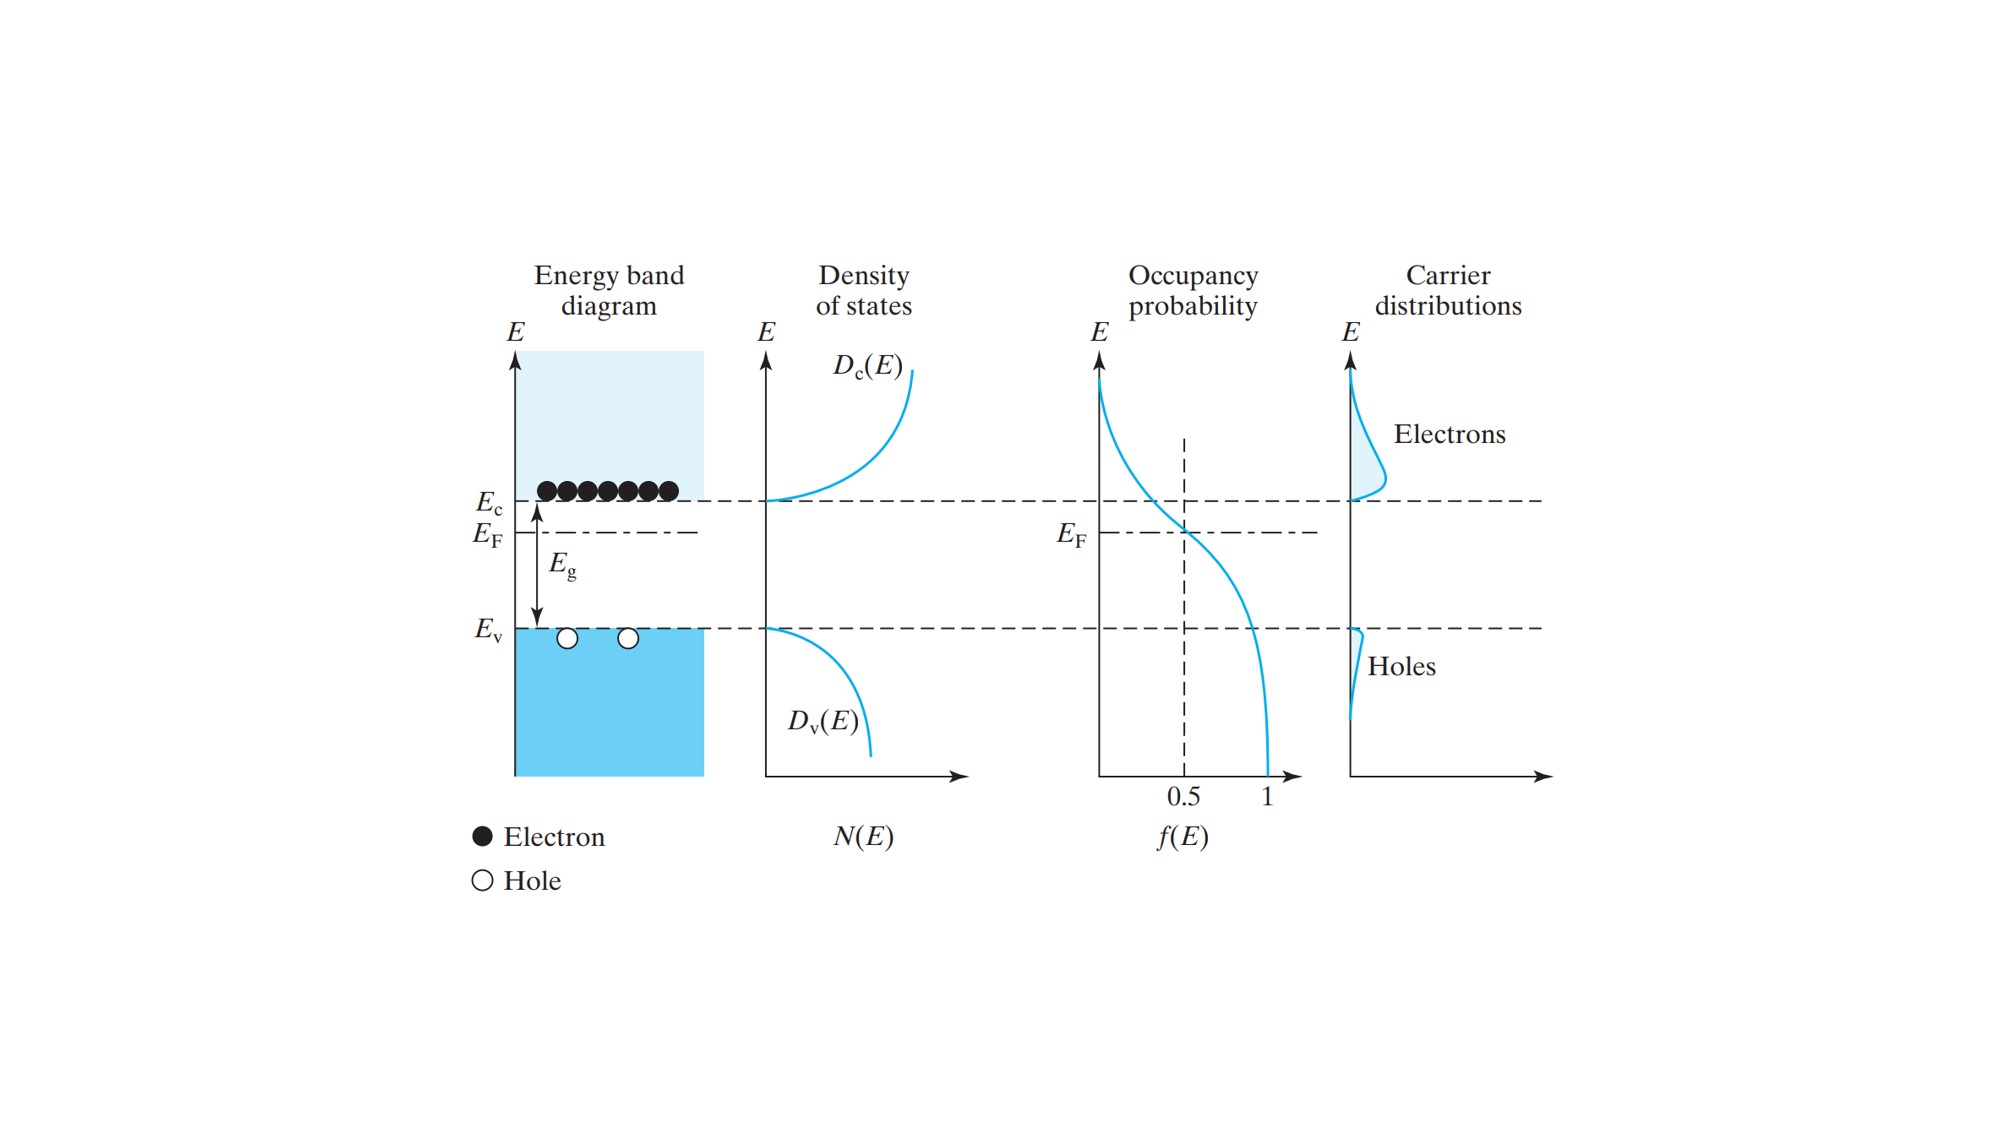 Energy band
diagram
Density
of states
Occupancy
probability
Carrier
distributions
E
E
E
E
D_c(E)
Electrons
E_c
E_F
E_F
E_g
E_v
Holes
D_v(E)
0.5
1
Electron
N(E)
f(E)
Hole